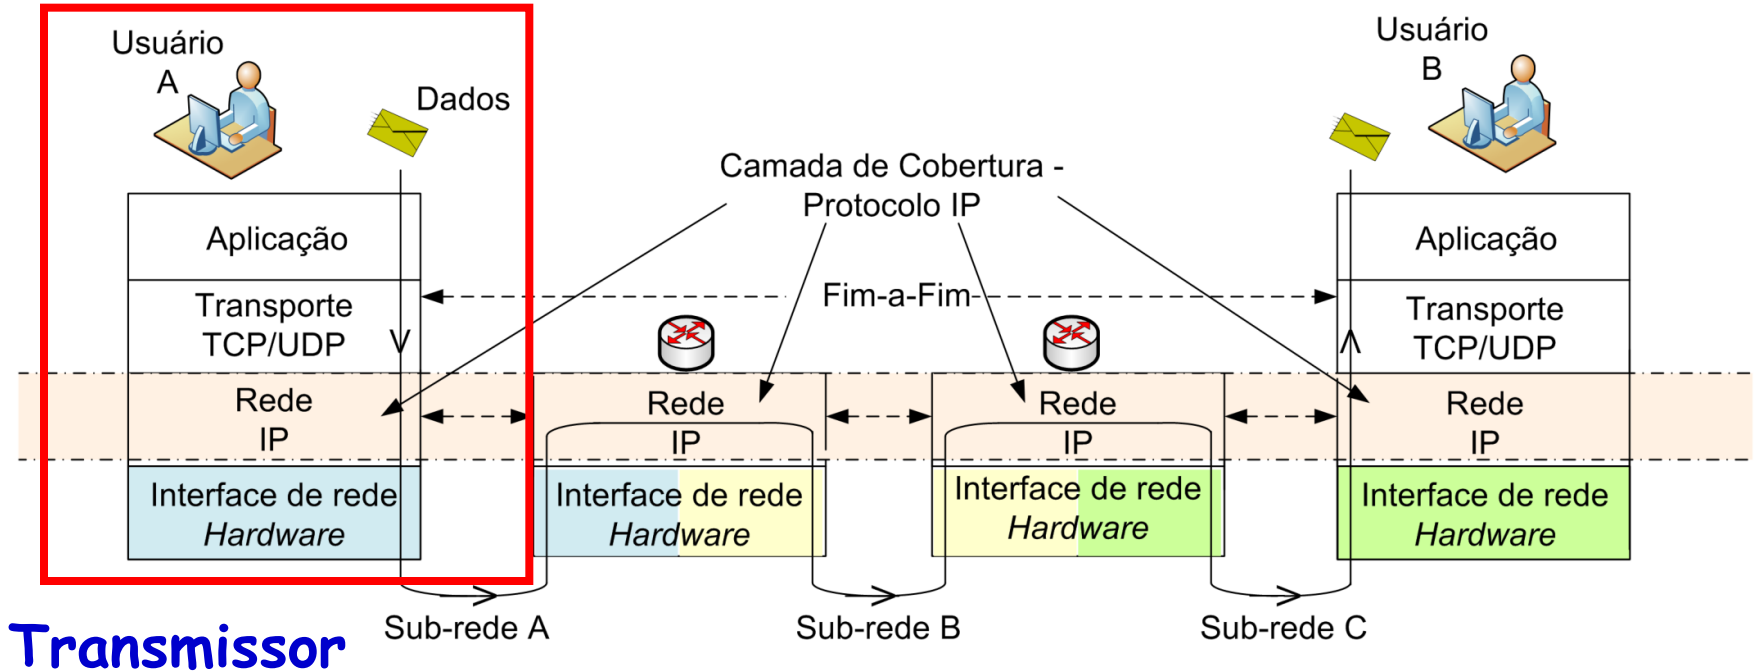 Usuário
A
Dados
Usuário
B
Camada de Cobertura -
Protocolo IP
Aplicação
Aplicação
Fim-a-Fim
Transporte
TCP/UDP
Transporte
TCP/UDP
Rede
IP
Rede
IP
Rede
IP
Rede
IP
Interface de rede
Hardware
Interface de rede
Hardware
Interface de rede
Hardware
Interface de rede
Hardware
Transmissor
Sub-rede A
Sub-rede B
Sub-rede C